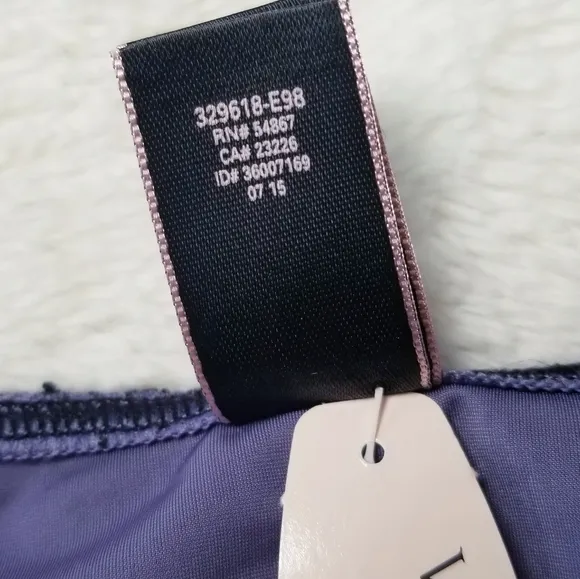 329618-E98
RN# 54867
CA# 23226
ID# 36007169
07 15
V